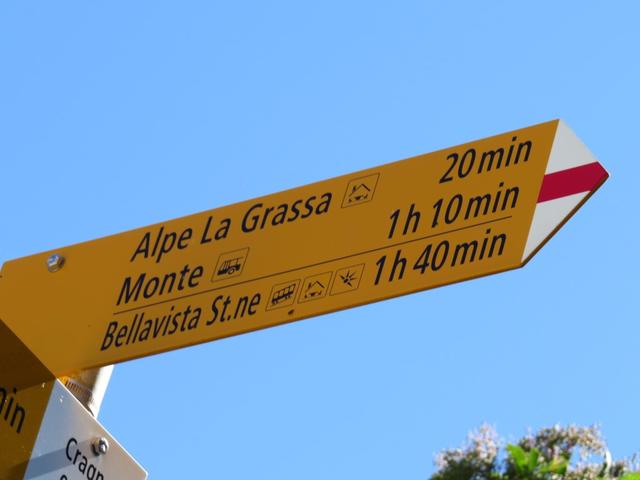 Alpe La Grassa 20 min
Monte 1 h 10 min
Bellavista St.ne 1 h 40 min